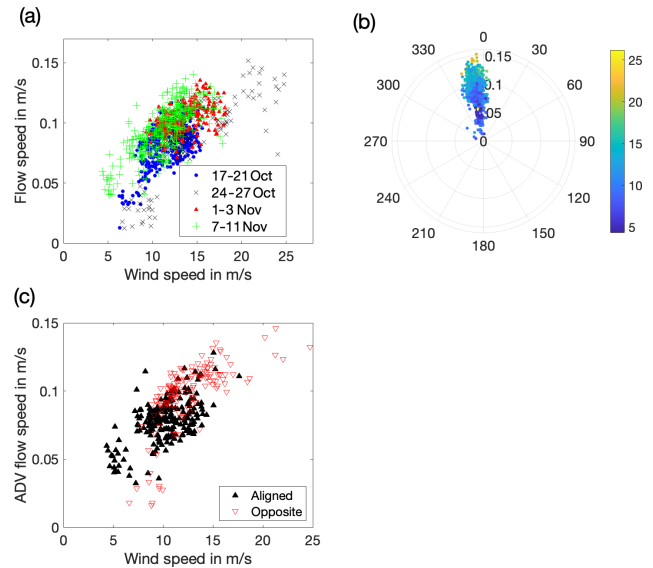 (a)
0.15
0.1
0.05
0
Flow speed in m/s
17–21 Oct
24–27 Oct
1–3 Nov
7–11 Nov
0 5 10 15 20 25
Wind speed in m/s
(b)
0
30
60
90
120
150
180
210
240
270
300
330
0.15
0.1
0.05
0
25
20
15
10
5
(c)
0.15
0.1
0.05
0
ADV flow speed in m/s
Aligned
Opposite
0 5 10 15 20 25
Wind speed in m/s